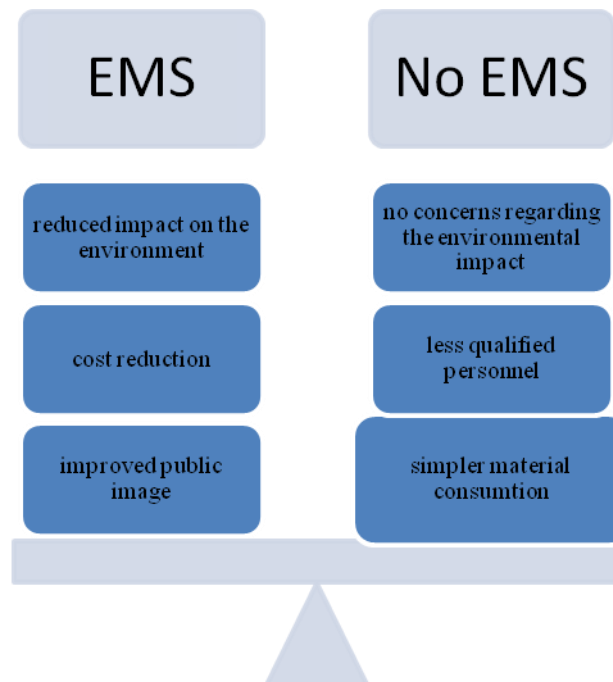 EMS
No EMS
reduced impact on the
environment
cost reduction
improved public
image
no concerns regarding
the environmental
impact
less qualified
personnel
simpler material
consumtion